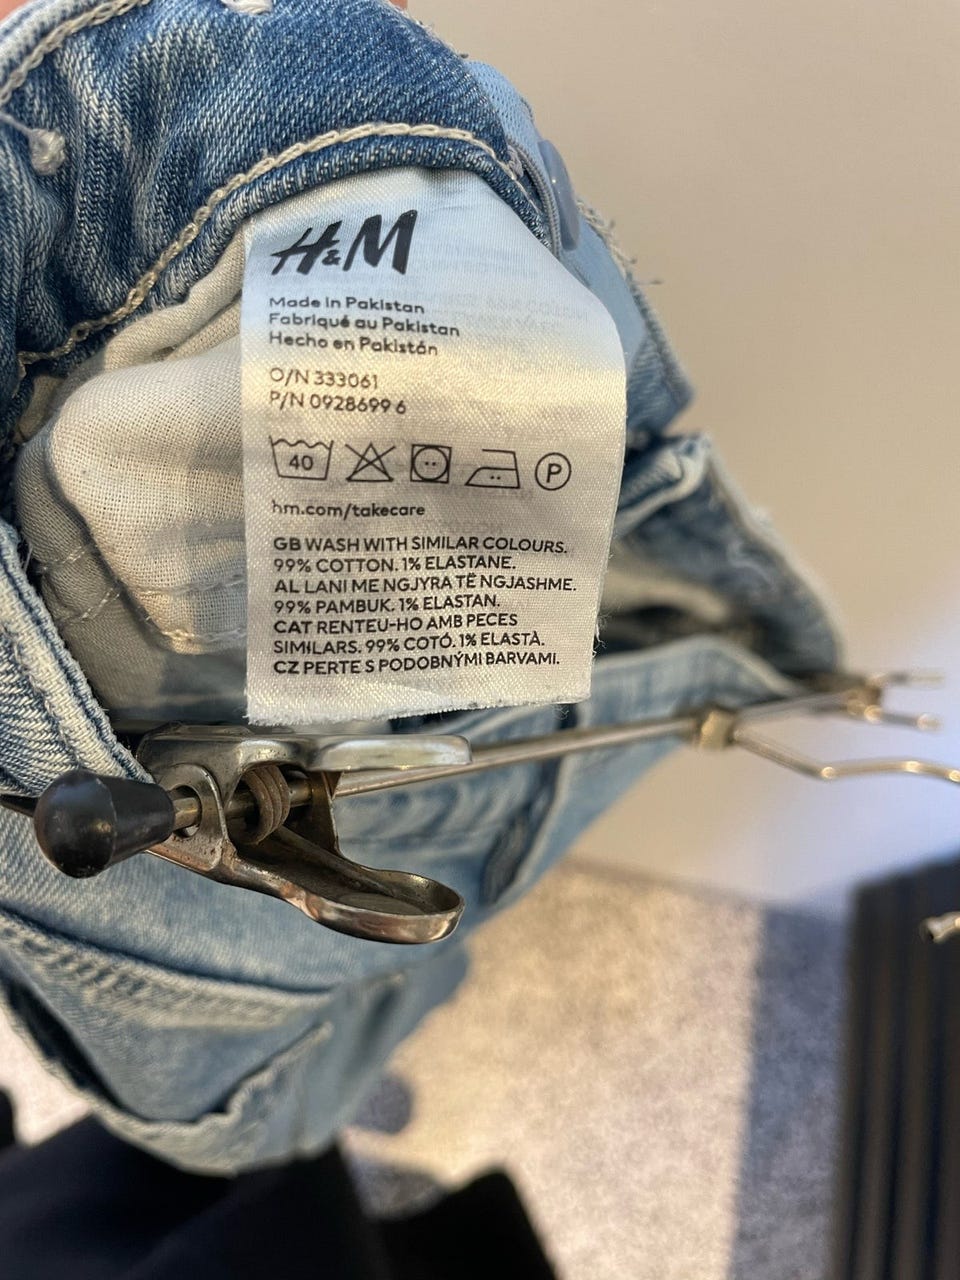 H&M
Made in Pakistan
Fabriqué au Pakistan
Hecho en Pakistán
O/N 333061
P/N 0928699 6
40 P
hm.com/takecare
GB WASH WITH SIMILAR COLOURS.
99% COTTON. 1% ELASTANE.
AL LANI ME NGJYRA TË NGJASHME.
99% PAMBUK. 1% ELASTAN.
CAT RENTEU-HO AMB PECES
SIMILARS. 99% COTÓ. 1% ELASTÀ.
CZ PERTE S PODOBNÝMI BARVAMI.